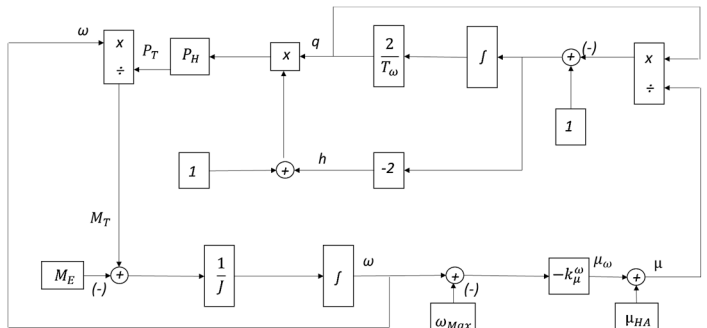 ω
x
÷
P_T
P_H
x
q
2
T_ω
∫
+
(-)
x
÷
1
1
+
h
-2
M_T
M_E
(-)
+
1
J
∫
ω
+
(-)
ω_Max
−k_μ^ω
μ_ω
+
μ
μ_HA